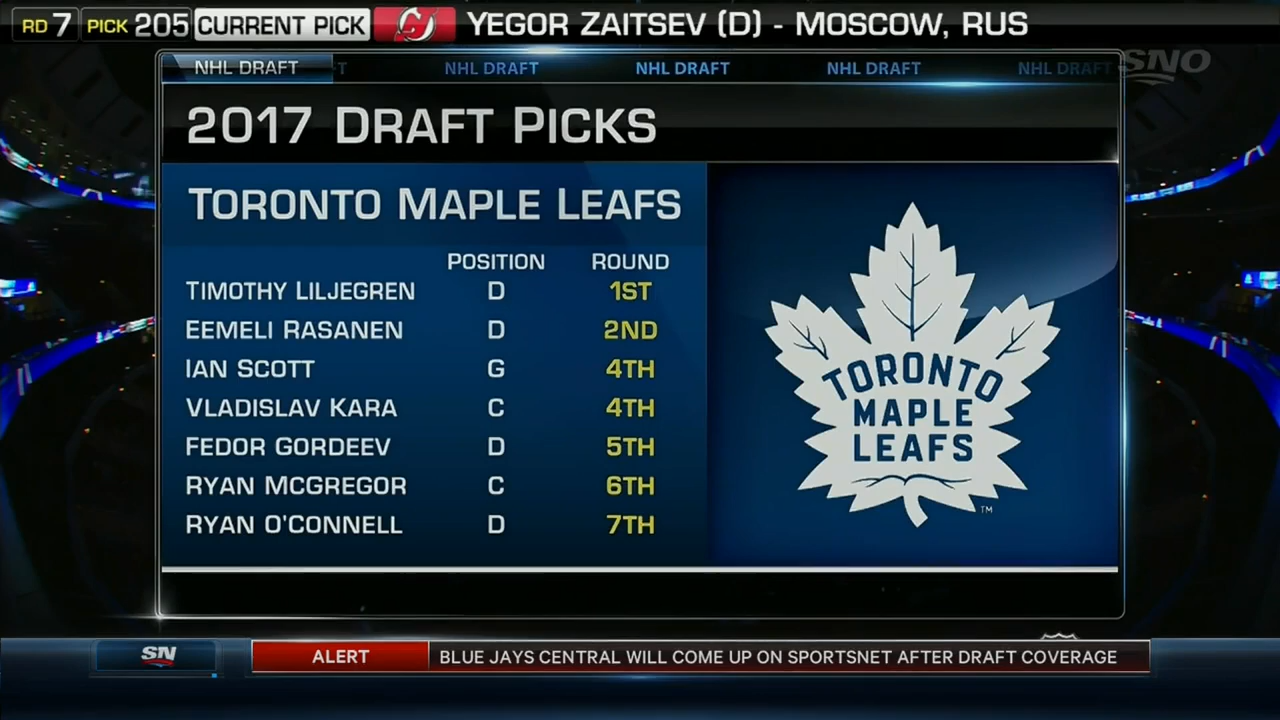 RD 7 PICK 205 CURRENT PICK YEGOR ZAITSEV (D) - MOSCOW, RUS
NHL DRAFT T NHL DRAFT NHL DRAFT NHL DRAFT NHL DRAFT SNO
2017 DRAFT PICKS
TORONTO MAPLE LEAFS
POSITION ROUND
TIMOTHY LILJEGREN D 1ST
EEMELI RASANEN D 2ND
IAN SCOTT G 4TH
VLADISLAV KARA C 4TH
FEDOR GORDEEV D 5TH
RYAN MCGREGOR C 6TH
RYAN O'CONNELL D 7TH
TORONTO
MAPLE
LEAFS
TM
SN ALERT BLUE JAYS CENTRAL WILL COME UP ON SPORTSNET AFTER DRAFT COVERAGE